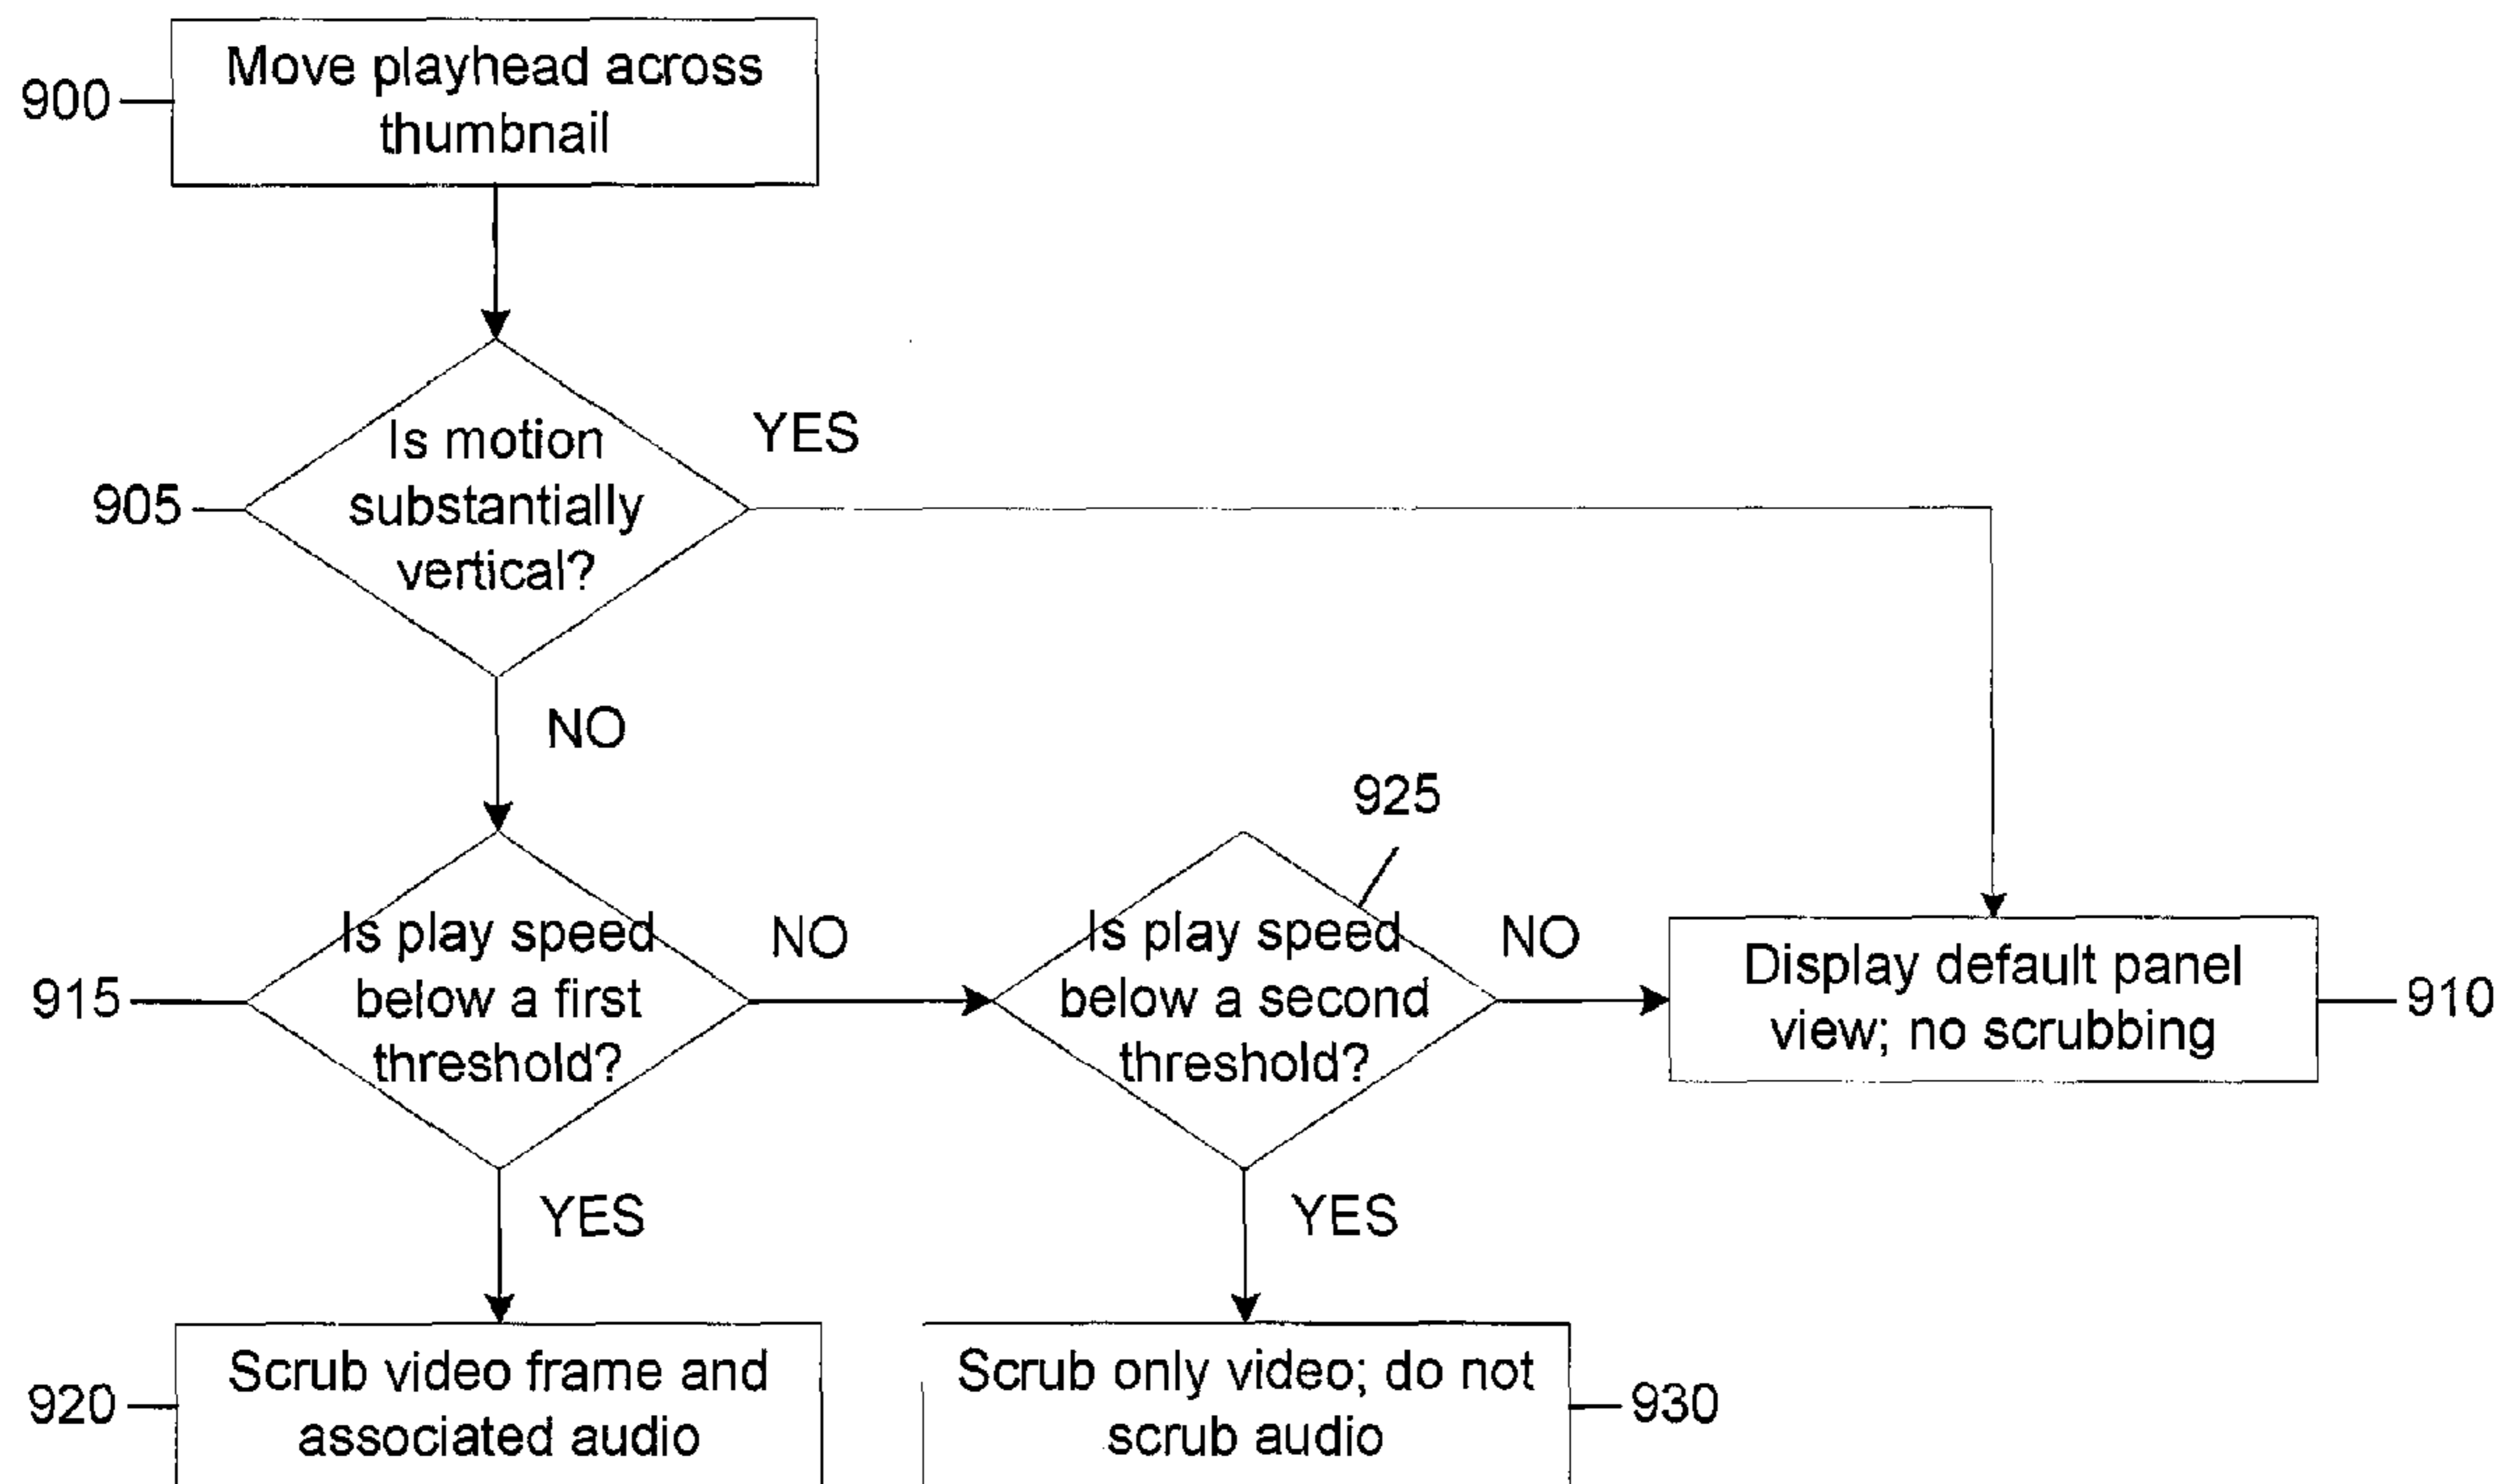 900
Move playhead across
thumbnail
905
Is motion
substantially
vertical?
YES
NO
915
Is play speed
below a first
threshold?
NO
925
Is play speed
below a second
threshold?
NO
Display default panel
view; no scrubbing
910
YES
YES
920
Scrub video frame and
associated audio
Scrub only video; do not
scrub audio
930